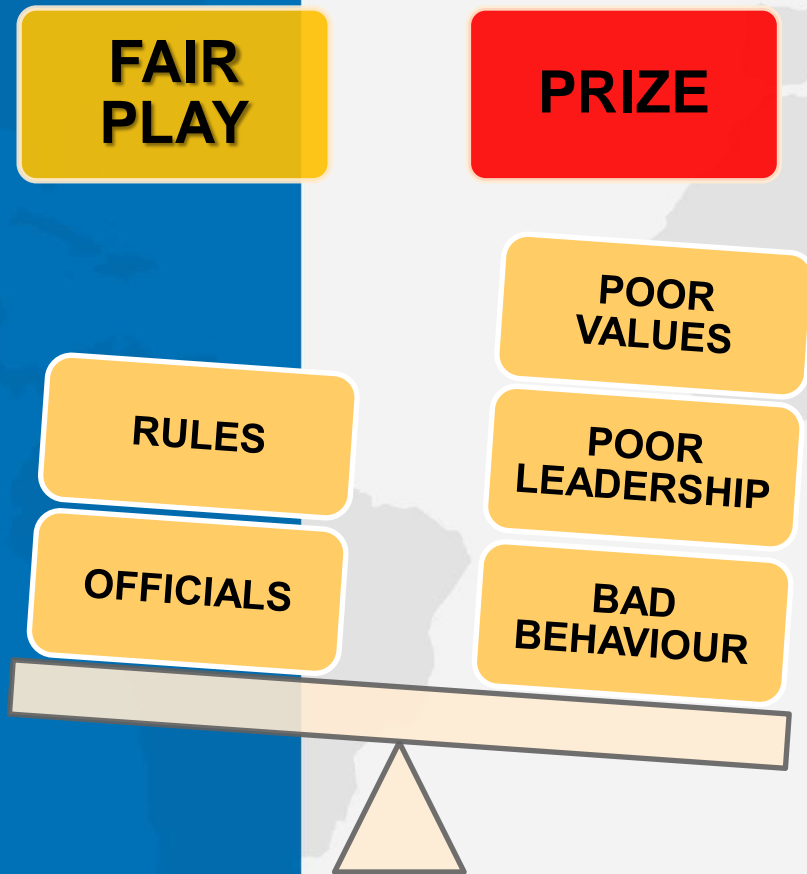 FAIR
PLAY
PRIZE
POOR
VALUES
RULES
POOR
LEADERSHIP
OFFICIALS
BAD
BEHAVIOUR